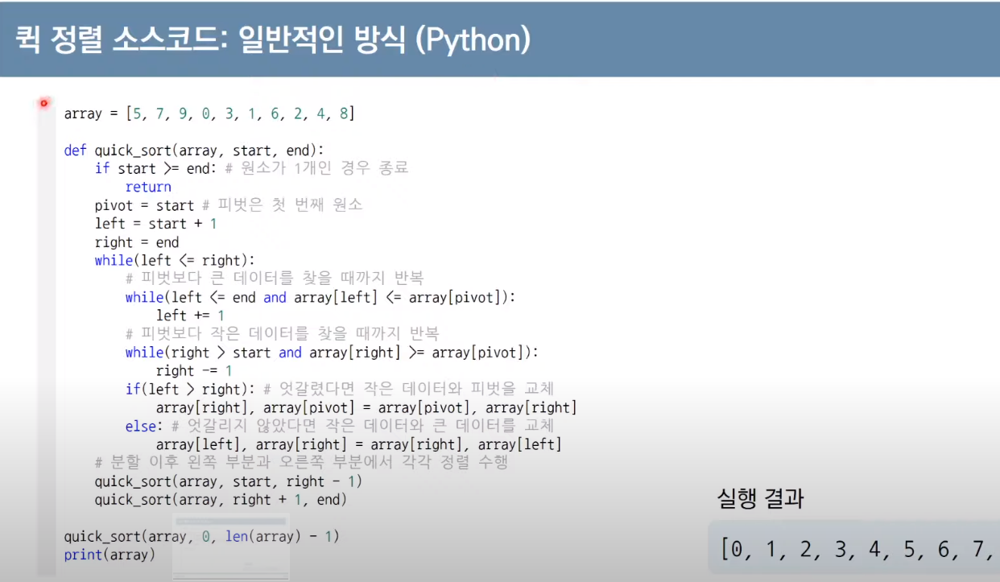 퀵 정렬 소스코드: 일반적인 방식 (Python)
array = [5, 7, 9, 0, 3, 1, 6, 2, 4, 8]
def quick_sort(array, start, end):
    if start >= end: # 원소가 1개인 경우 종료
        return
    pivot = start # 피벗은 첫 번째 원소
    left = start + 1
    right = end
    while(left <= right):
        # 피벗보다 큰 데이터를 찾을 때까지 반복
        while(left <= end and array[left] <= array[pivot]):
            left += 1
        # 피벗보다 작은 데이터를 찾을 때까지 반복
        while(right > start and array[right] >= array[pivot]):
            right -= 1
        if(left > right): # 엇갈렸다면 작은 데이터와 피벗을 교체
            array[right], array[pivot] = array[pivot], array[right]
        else: # 엇갈리지 않았다면 작은 데이터와 큰 데이터를 교체
            array[left], array[right] = array[right], array[left]
    # 분할 이후 왼쪽 부분과 오른쪽 부분에서 각각 정렬 수행
    quick_sort(array, start, right - 1)
    quick_sort(array, right + 1, end)
quick_sort(array, 0, len(array) - 1)
print(array)
실행 결과
[0, 1, 2, 3, 4, 5, 6, 7,